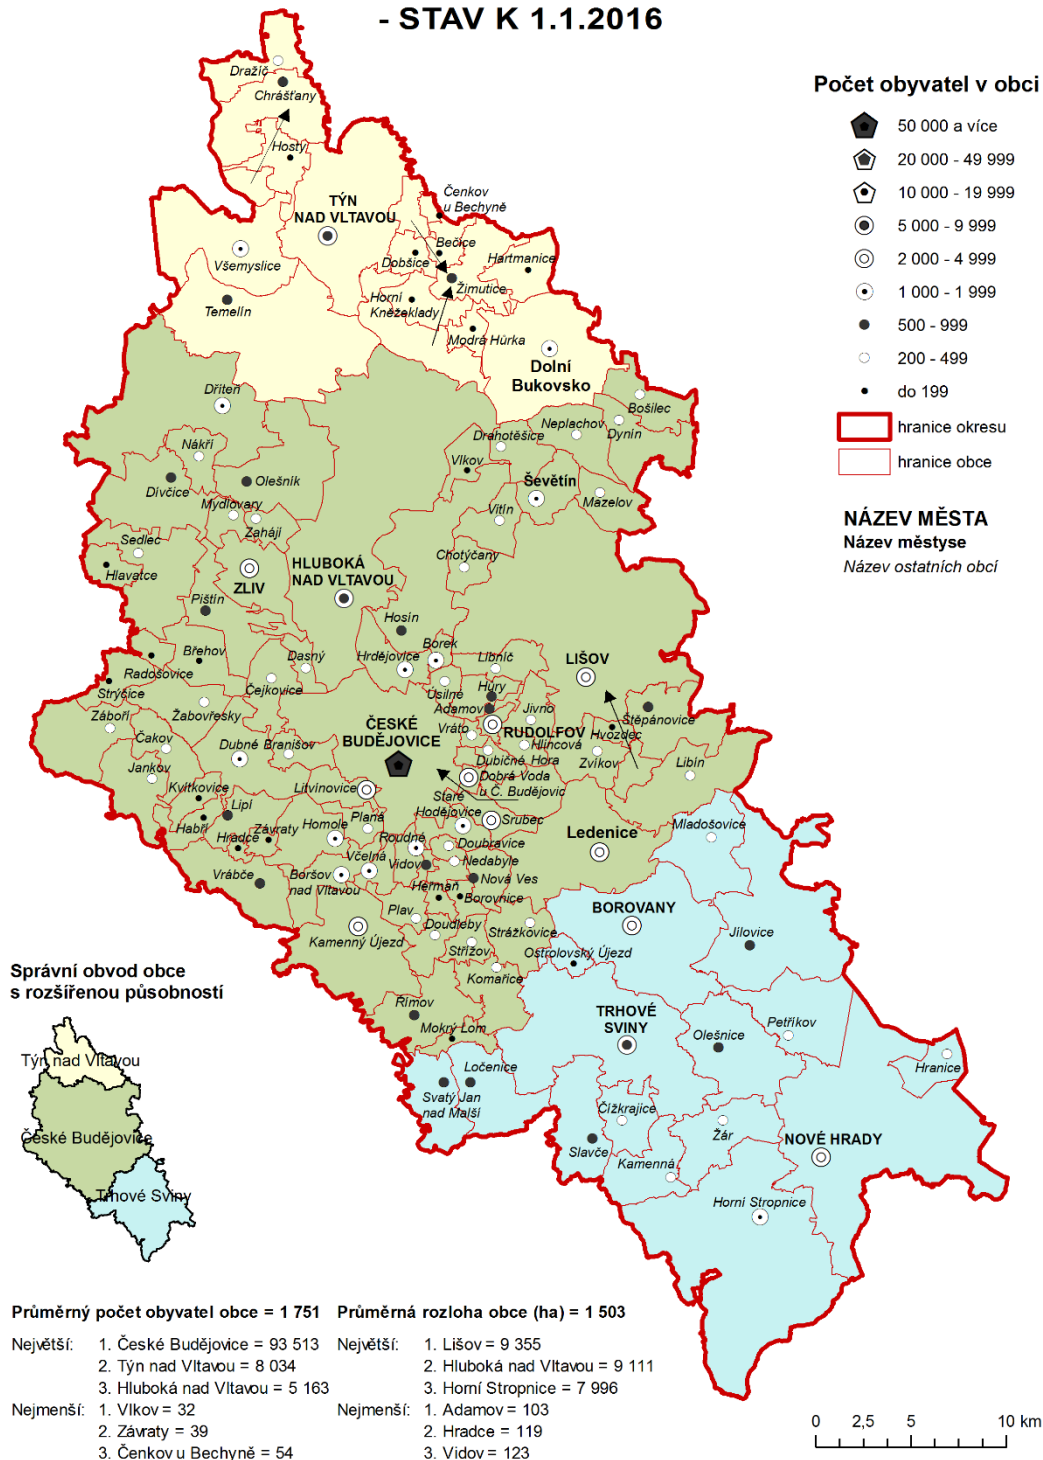 - STAV K 1.1.2016
Počet obyvatel v obci
50 000 a více
20 000 - 49 999
10 000 - 19 999
5 000 - 9 999
2 000 - 4 999
1 000 - 1 999
500 - 999
200 - 499
do 199
hranice okresu
hranice obce
NÁZEV MĚSTA
Název městyse
Název ostatních obcí
Dražíč
Chrášťany
Hosty
TÝN
NAD VLTAVOU
Čenkov
u Bechyně
Všemyslice
Bečice
Dobšice
Hartmanice
Temelín
Žimutice
Horní
Kněžeklady
Modrá Hůrka
Dolní
Bukovsko
Dříteň
Bošilec
Neplachov
Dynín
Drahotěšice
Nákří
Vlkov
Ševětín
Olešník
Dívčice
Mazelov
Mydlovary
Vitín
Zahájí
Sedlec
Chotýčany
Hlavatce
ZLIV
HLUBOKÁ
NAD VLTAVOU
Pištín
Hosín
Borek
Břehov
Dasný
Hrdějovice
Libníč
LIŠOV
Radošovice
Strýčice
Čejkovice
Úsilné
Hůry
Záboří
Žabovřesky
Adamov
Jivno
Štěpánovice
ČESKÉ
BUDĚJOVICE
Vráto
RUDOLFOV
Hvozdec
Čakov
Dubné
Branišov
Hlincová
Hora
Zvíkov
Jankov
Dubičné
Libín
Dobrá Voda
u Č. Budějovic
Kvítkovice
Litvínovice
Staré
Hodějovice
Lipí
Planá
Srubec
Habří
Závraty
Homole
Roudné
Ledenice
Mladošovice
Hradce
Doubravice
Včelná
Vidov
Nedabyle
Vrábče
Boršov
nad Vltavou
Nová Ves
Heřmaň
Borovnice
BOROVANY
Plav
Doudleby
Strážkovice
Jílovice
Kamenný Újezd
Střížov
Ostrolovský Újezd
Komařice
Římov
TRHOVÉ
SVINY
Mokrý Lom
Olešnice
Petříkov
Hranice
Ločenice
Svatý Jan
nad Malší
Čížkrajice
Žár
Slavče
NOVÉ HRADY
Kamenná
Horní Stropnice
Správní obvod obce
s rozšířenou působností
Týn nad Vltavou
České Budějovice
Trhové Sviny
Průměrný počet obyvatel obce = 1 751
Největší: 1. České Budějovice = 93 513
2. Týn nad Vltavou = 8 034
3. Hluboká nad Vltavou = 5 163
Nejmenší: 1. Vlkov = 32
2. Závraty = 39
3. Čenkov u Bechyně = 54
Průměrná rozloha obce (ha) = 1 503
Největší: 1. Lišov = 9 355
2. Hluboká nad Vltavou = 9 111
3. Horní Stropnice = 7 996
Nejmenší: 1. Adamov = 103
2. Hradce = 119
3. Vidov = 123
0 2,5 5 10 km